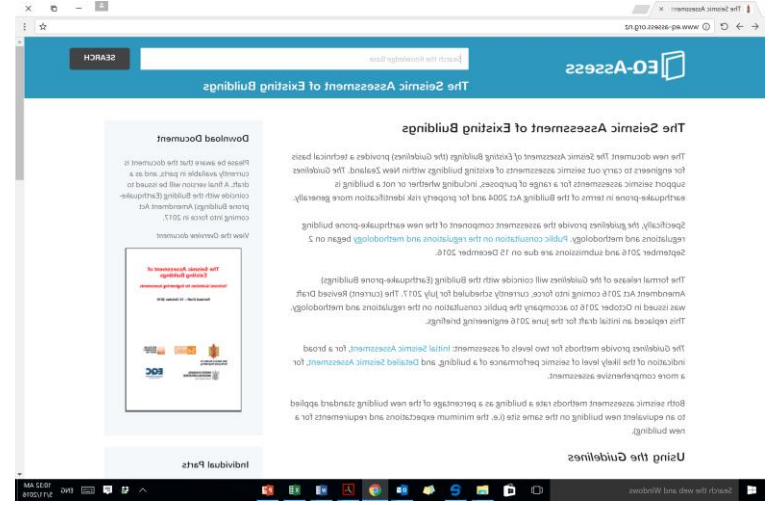 The Seismic Assessment
www.eq-assess.org.nz
EQ-Assess
Search the Knowledge Base
SEARCH
The Seismic Assessment of Existing Buildings
The Seismic Assessment of Existing Buildings
The new document The Seismic Assessment of Existing Buildings (the Guidelines) provides a technical basis
for engineers to carry out seismic assessments of existing buildings within New Zealand. The Guidelines
support seismic assessments for a range of purposes, including whether or not a building is
earthquake-prone in terms of the Building Act 2004 and for property risk identification more generally.
Specifically, the guidelines provide the assessment component of the new earthquake-prone building
regulations and methodology. Public consultation on the regulations and methodology began on 2
September 2016 and submissions are due on 15 December 2016.
The formal release of the Guidelines will coincide with the Building (Earthquake-prone Buildings)
Amendment Act 2016 coming into force, currently scheduled for July 2017. The (current) Revised Draft
was issued in October 2016 to accompany the public consultation on the regulations and methodology.
This replaced an initial draft for the June 2016 engineering briefings.
The Guidelines provide methods for two levels of assessment: Initial Seismic Assessment, for a broad
indication of the likely level of seismic performance of a building, and Detailed Seismic Assessment, for
a more comprehensive assessment.
Both seismic assessment methods rate a building as a percentage of the new building standard applied
to an equivalent new building on the same site (i.e. the minimum expectations and requirements for a
new building).
Using the Guidelines
Download Document
Please be aware that the document is
currently available in parts, and as a
draft. A final version will be issued to
coincide with the Building (Earthquake-
prone Buildings) Amendment Act
coming into force in 2017.
View the Overview document
The Seismic Assessment of
Existing Buildings
Technical Guidelines for Engineering Assessments
Revised Draft – 10 October 2016
EQC
Individual Parts
Search the web and Windows
ENG
10:32 AM
5/11/2016